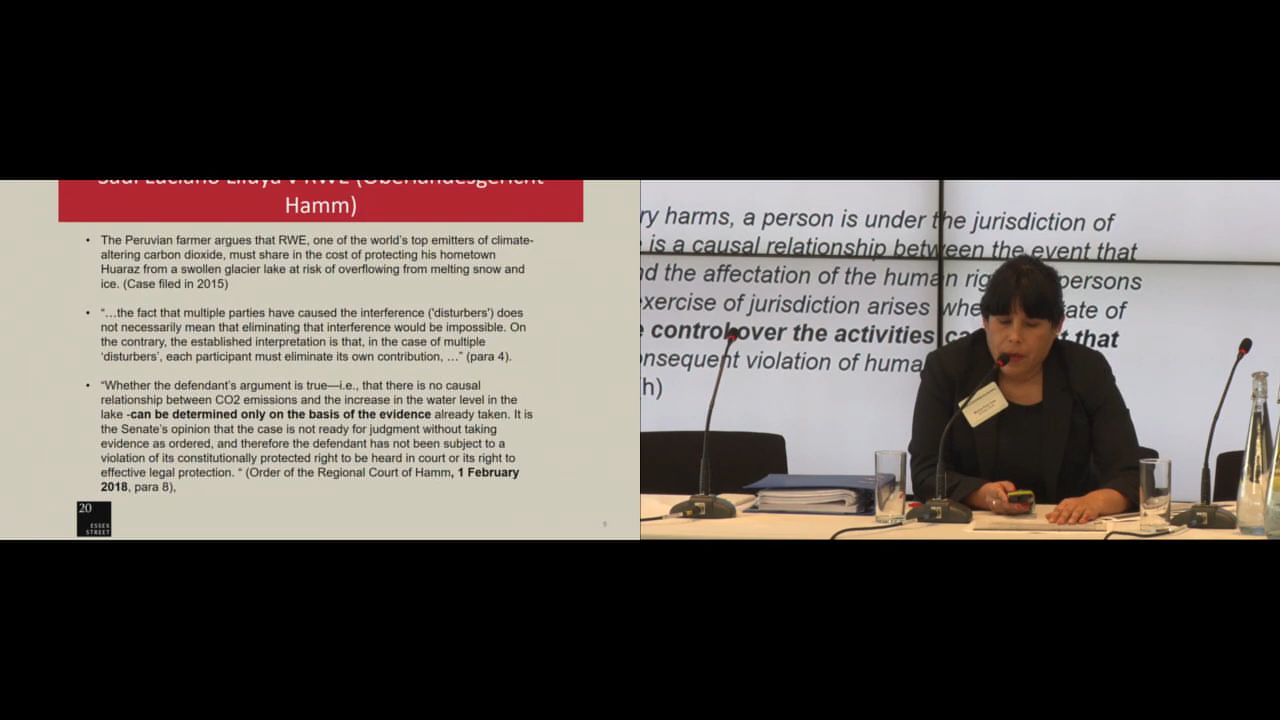 Hamm)
• The Peruvian farmer argues that RWE, one of the world's top emitters of climate-
altering carbon dioxide, must share in the cost of protecting his hometown
Huaraz from a swollen glacier lake at risk of overflowing from melting snow and
ice. (Case filed in 2015)
• "…the fact that multiple parties have caused the interference ('disturbers') does
not necessarily mean that eliminating that interference would be impossible. On
the contrary, the established interpretation is that, in the case of multiple
'disturbers', each participant must eliminate its own contribution, …" (para 4).
• "Whether the defendant's argument is true—i.e., that there is no causal
relationship between CO2 emissions and the increase in the water level in the
lake -can be determined only on the basis of the evidence already taken. It is
the Senate's opinion that the case is not ready for judgment without taking
evidence as ordered, and therefore the defendant has not been subject to a
violation of its constitutionally protected right to be heard in court or its right to
effective legal protection. " (Order of the Regional Court of Hamm, 1 February
2018, para 8),
20
ESSEX
STREET
ry harms, a person is under the jurisdiction of
is a causal relationship between the event that
nd the affectation of the human rig persons
exercise of jurisdiction arises whe ate of
control over the activities ca t that
onsequent violation of huma
h)